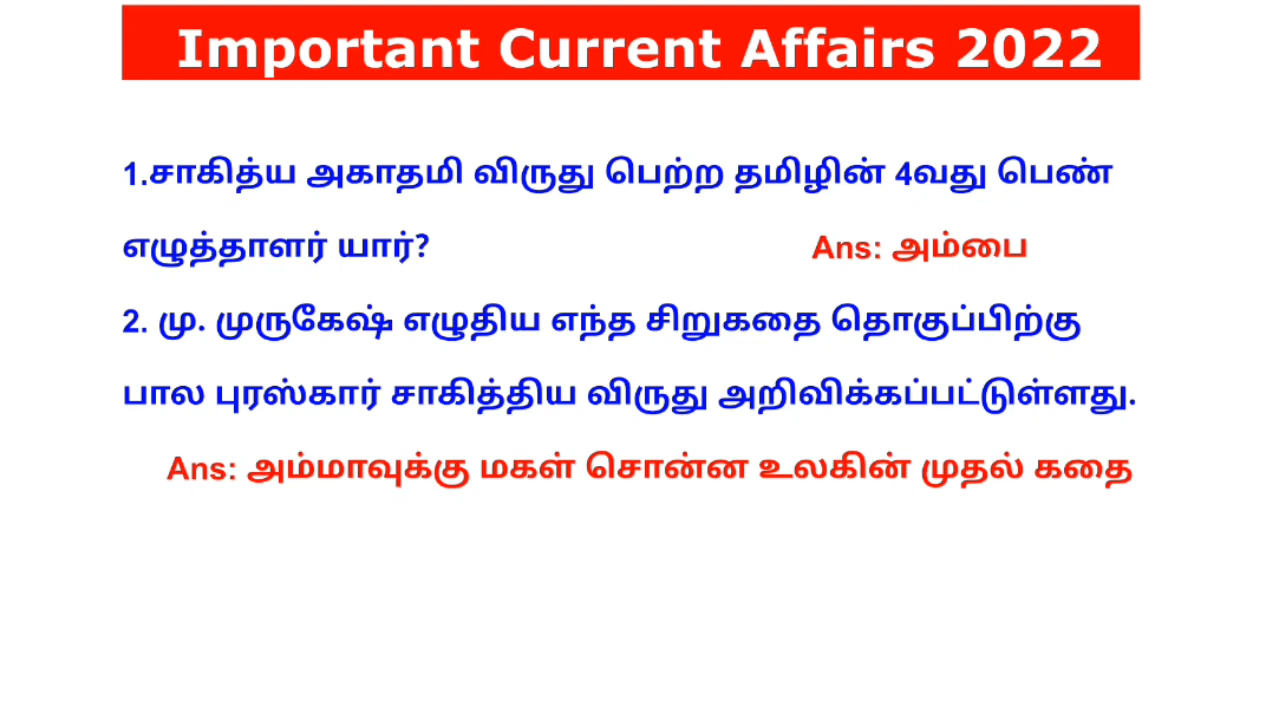 Important Current Affairs 2022
1.சாகித்ய அகாதமி விருது பெற்ற தமிழின் 4வது பெண்
எழுத்தாளர் யார்? Ans: அம்பை
2. மு. முருகேஷ் எழுதிய எந்த சிறுகதை தொகுப்பிற்கு
பால புரஸ்கார் சாகித்திய விருது அறிவிக்கப்பட்டுள்ளது.
Ans: அம்மாவுக்கு மகள் சொன்ன உலகின் முதல் கதை